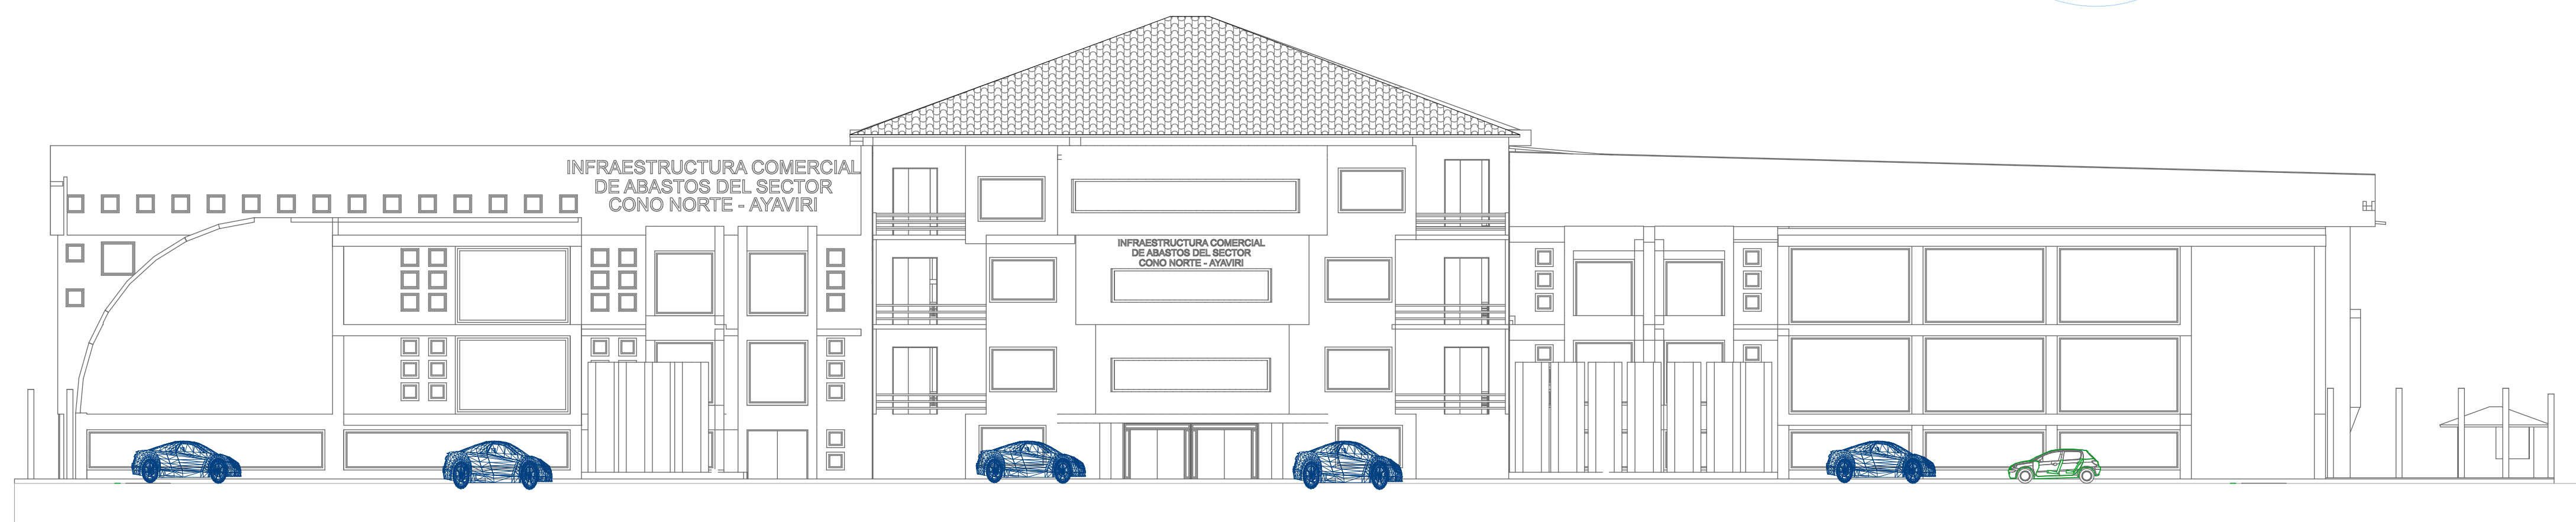 INFRAESTRUCTURA COMERCIAL
DE ABASTOS DEL SECTOR
CONO NORTE - AYAVIRI
INFRAESTRUCTURA COMERCIAL
DE ABASTOS DEL SECTOR
CONO NORTE - AYAVIRI